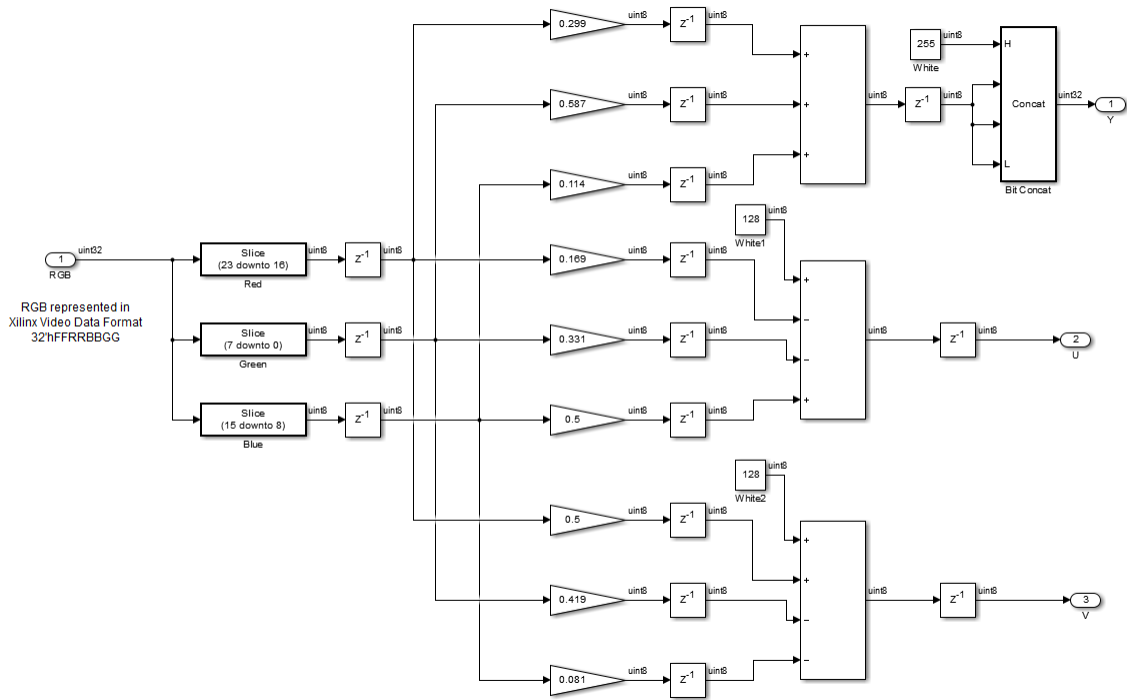 0.299
uint8
z-1
uint8
+
255
uint8
White
H
0.587
uint8
z-1
uint8
+
uint8
z-1
uint8
Concat
uint32
1
Y
0.114
uint8
z-1
uint8
+
L
Bit Concat
128
uint8
White1
1
uint32
RGB
Slice
(23 downto 16)
Red
uint8
z-1
uint8
0.169
uint8
z-1
uint8
+
−
RGB represented in
Xilinx Video Data Format
32'hFFRRBBGG
Slice
(7 downto 0)
Green
uint8
z-1
uint8
0.331
uint8
z-1
uint8
−
uint8
z-1
uint8
2
U
Slice
(15 downto 8)
Blue
uint8
z-1
uint8
0.5
uint8
z-1
uint8
+
128
uint8
White2
0.5
uint8
z-1
uint8
+
+
0.419
uint8
z-1
uint8
−
uint8
z-1
uint8
3
V
0.081
uint8
z-1
uint8
−